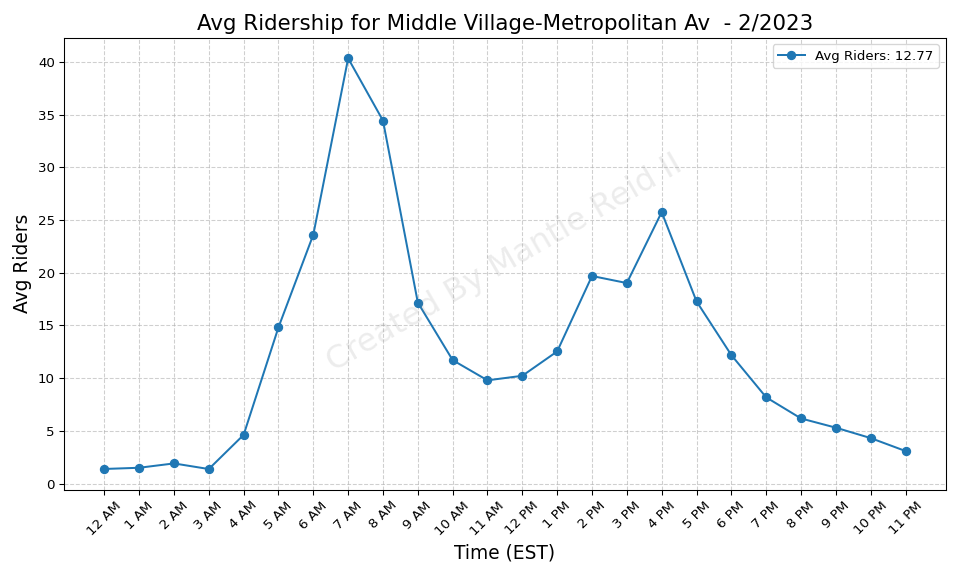 Avg Ridership for Middle Village-Metropolitan Av  - 2/2023
Avg Riders: 12.77
Avg Riders
40
35
30
25
20
15
10
5
0
Created By Mantle Reid II
12 AM
1 AM
2 AM
3 AM
4 AM
5 AM
6 AM
7 AM
8 AM
9 AM
10 AM
11 AM
12 PM
1 PM
2 PM
3 PM
4 PM
5 PM
6 PM
7 PM
8 PM
9 PM
10 PM
11 PM
Time (EST)